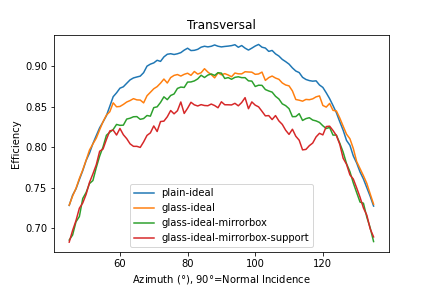 Transversal
Efficiency
0.90
0.85
0.80
0.75
0.70
plain-ideal
glass-ideal
glass-ideal-mirrorbox
glass-ideal-mirrorbox-support
60 80 100 120
Azimuth (°), 90°=Normal Incidence